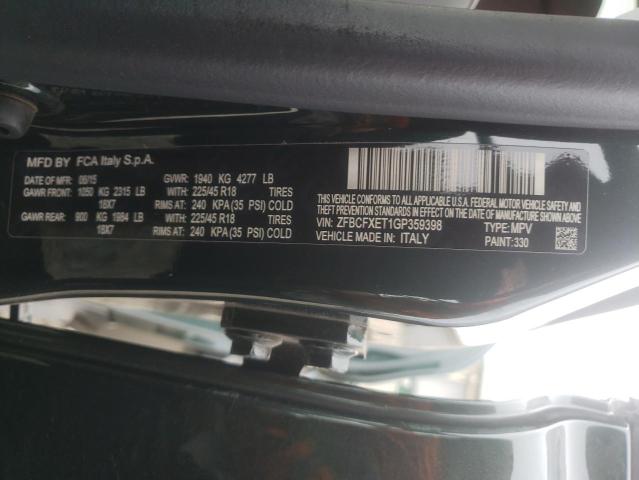 MFD BY FCA Italy S.p.A.
DATE OF MFR: 06/15 GVWR: 1940 KG 4277 LB
GAWR FRONT: 1050 KG 2315 LB WITH: 225/45 R18 TIRES
18X7 RIMS AT: 240 KPA (35 PSI) COLD
GAWR REAR: 900 KG 1984 LB WITH: 225/45 R18 TIRES
18X7 RIMS AT: 240 KPA (35 PSI) COLD
THIS VEHICLE CONFORMS TO ALL APPLICABLE U.S.A. FEDERAL MOTOR VEHICLE SAFETY,
BUMPER, AND THEFT PREVENTION STANDARDS IN EFFECT ON THE DATE OF MANUFACTURE SHOWN ABOVE.
VIN: ZFBCFXET1GP359398 TYPE: MPV
VEHICLE MADE IN: ITALY PAINT: 330